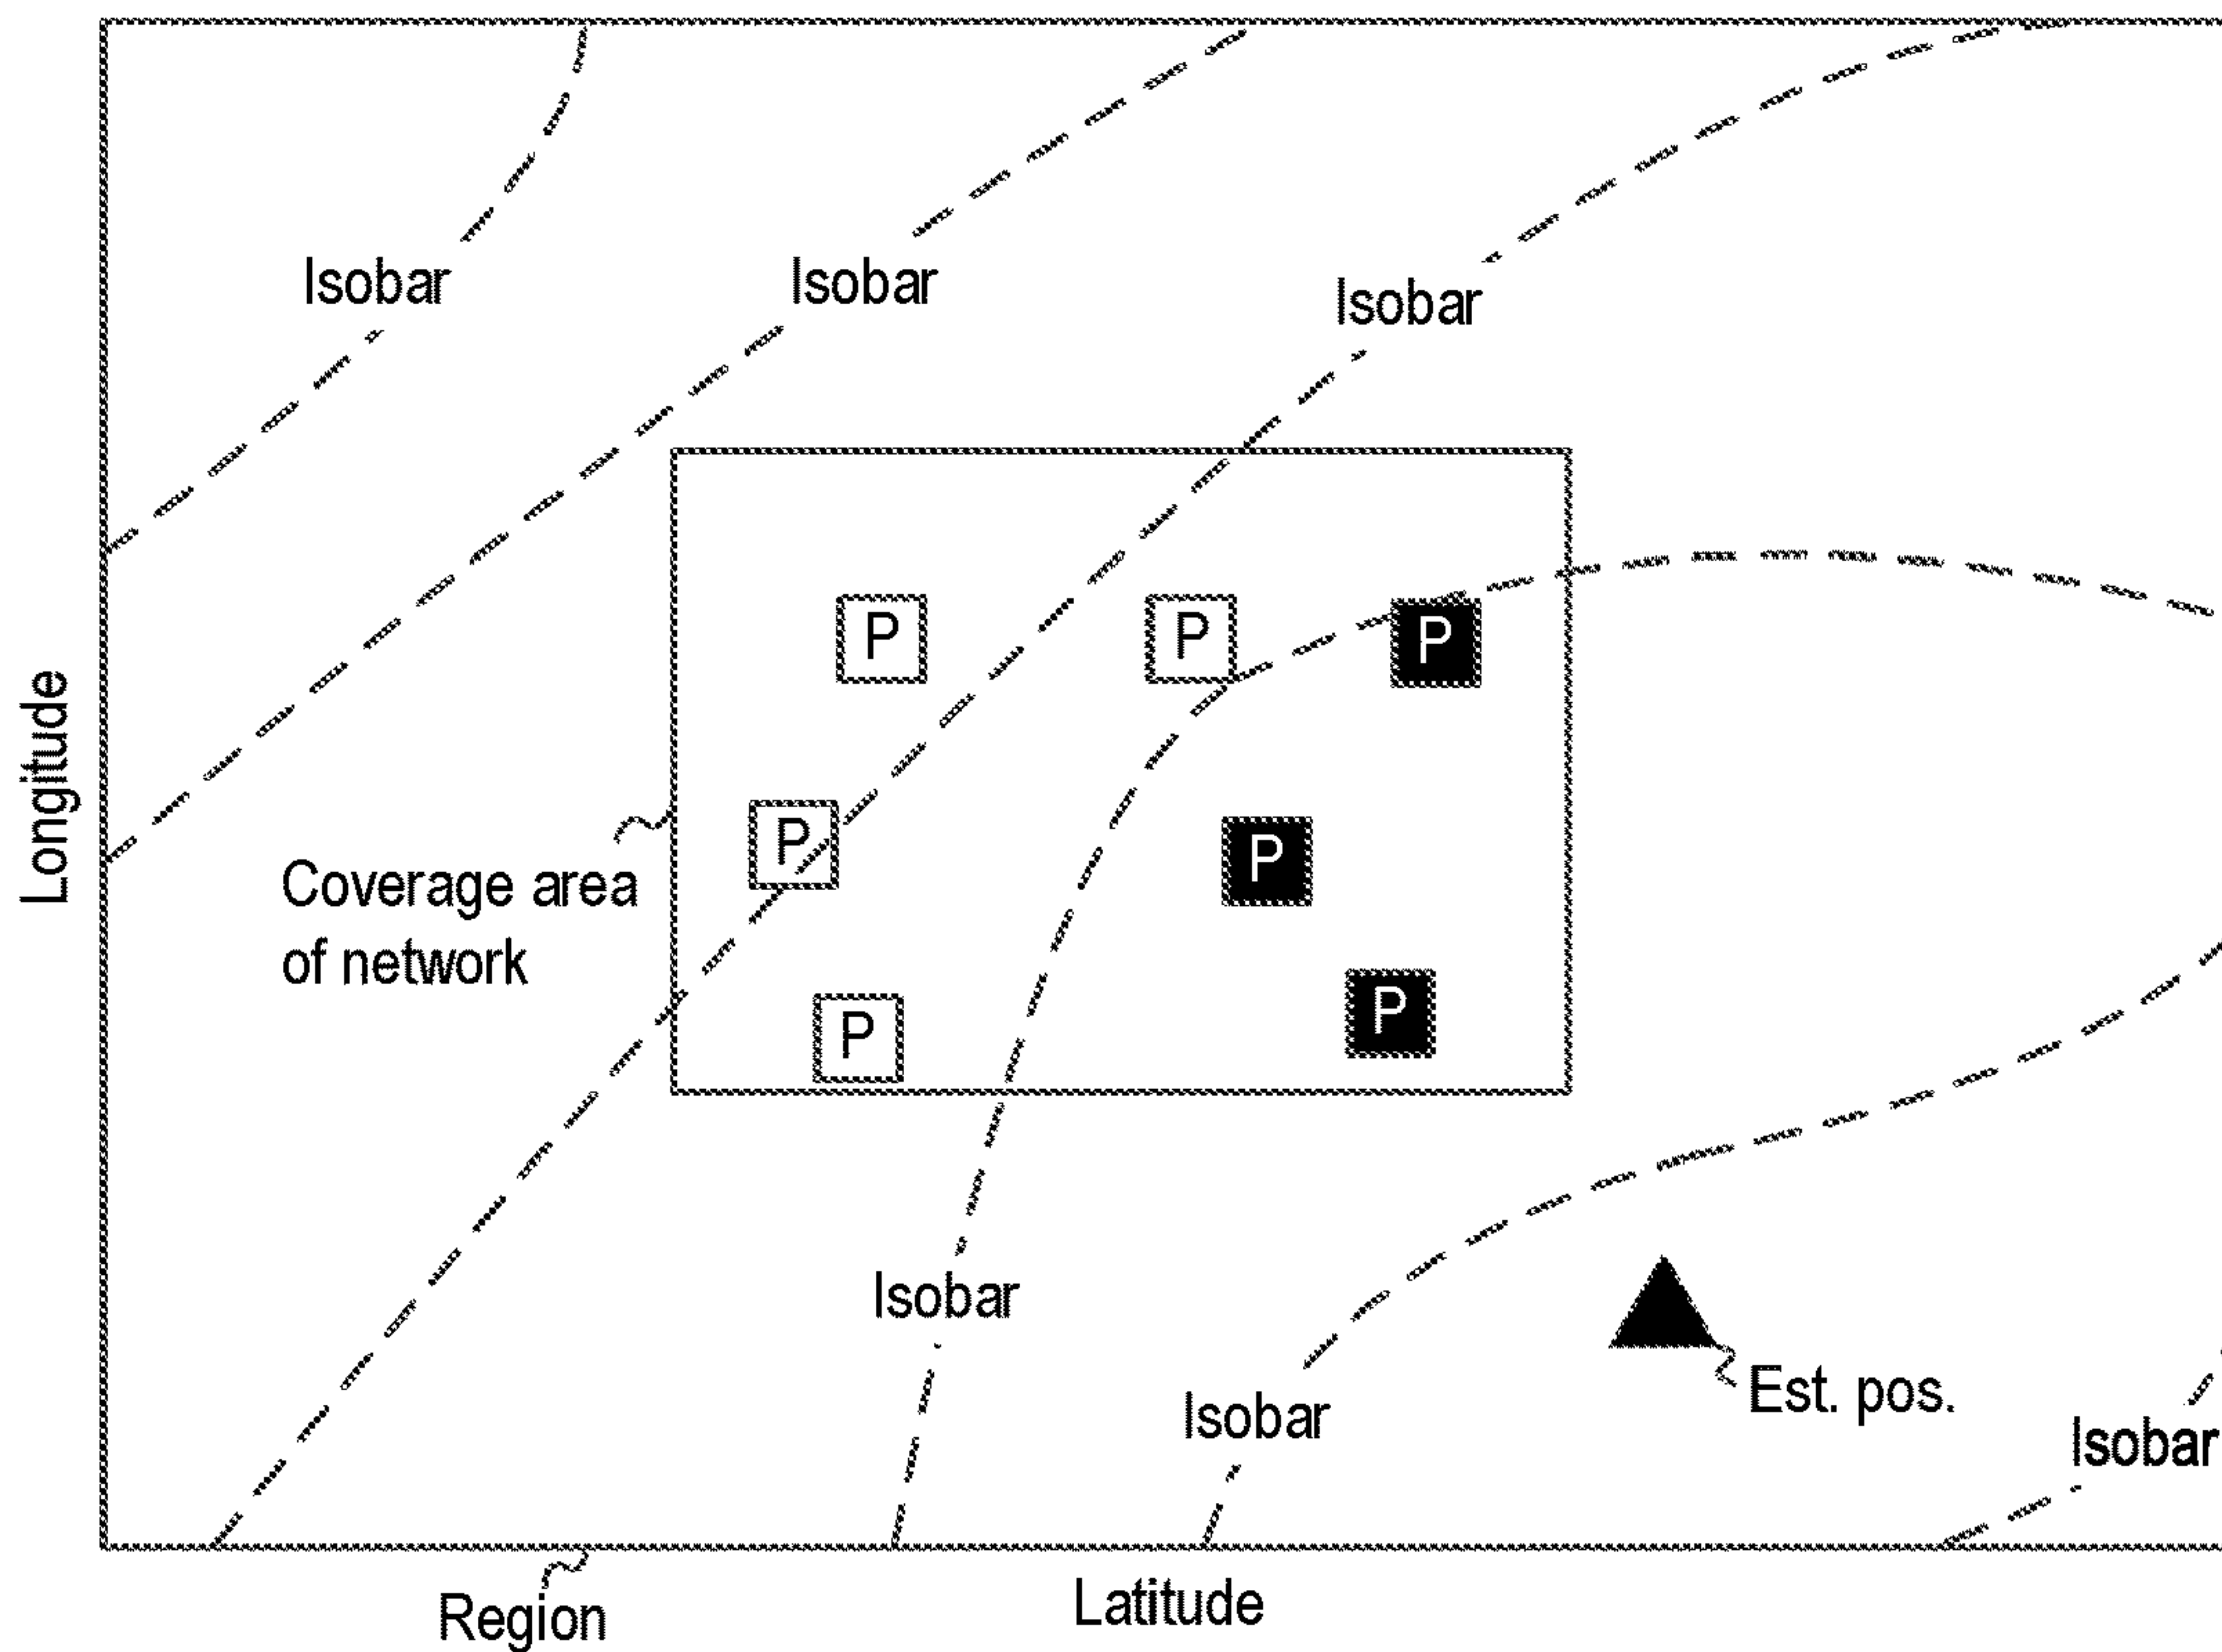 Isobar
Isobar
Isobar
P
P
P
Longitude
P
P
Coverage area
of network
P
P
Isobar
Est. pos.
Isobar
Isobar
Region
Latitude